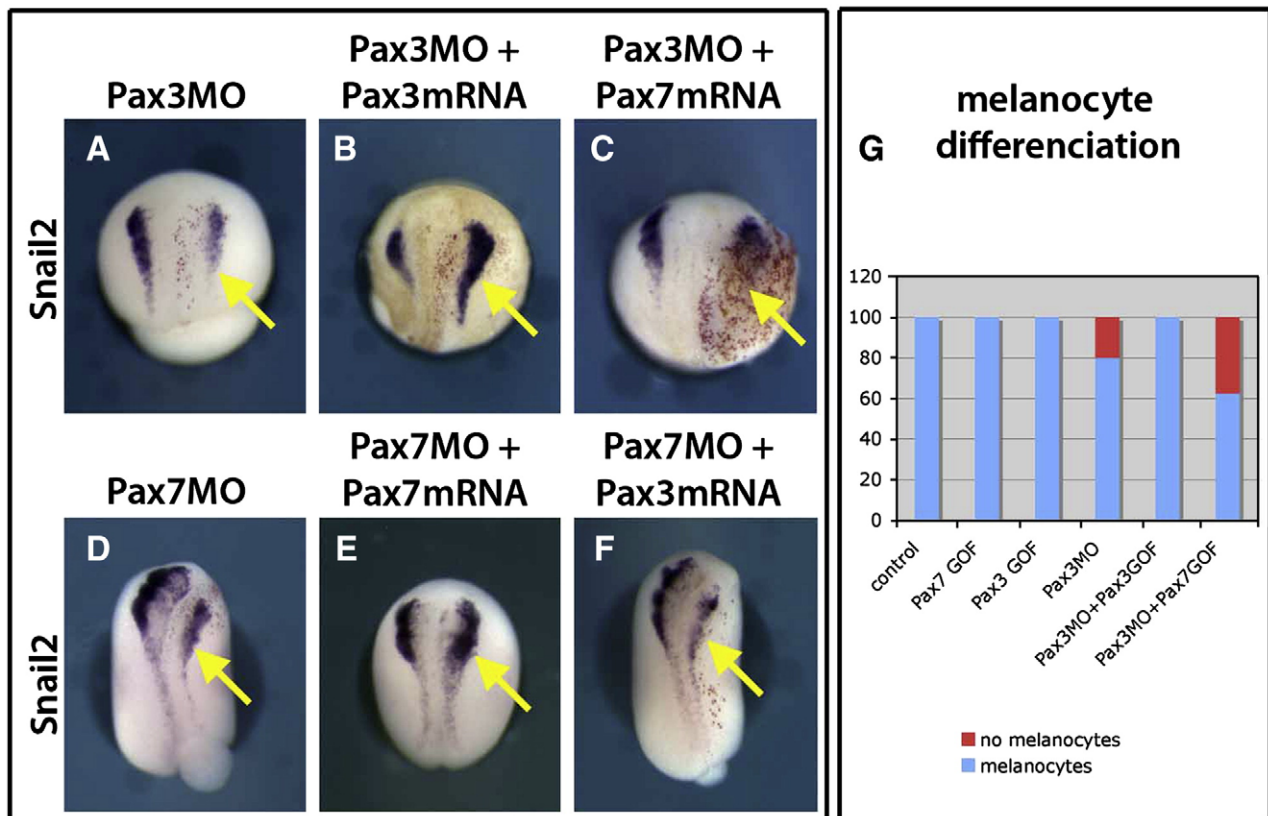 Pax3MO
Pax3MO +
Pax3mRNA
Pax3MO +
Pax7mRNA
Snail2
A
B
C
Pax7MO
Pax7MO +
Pax7mRNA
Pax7MO +
Pax3mRNA
Snail2
D
E
F
G
melanocyte
differenciation
120
100
80
60
40
20
0
control
Pax7 GOF
Pax3 GOF
Pax3MO
Pax3MO+Pax3GOF
Pax3MO+Pax7GOF
no melanocytes
melanocytes